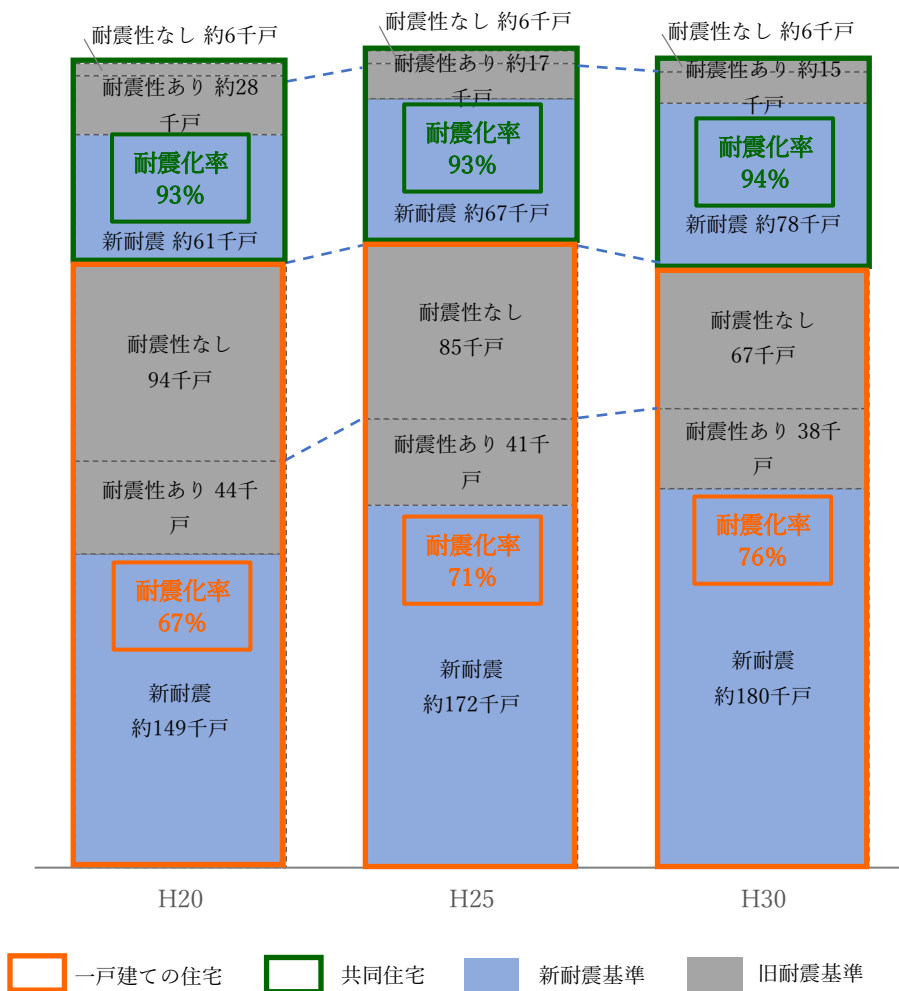 耐震性なし 約6千戸
耐震性あり 約28
千戸
耐震化率
93%
新耐震 約61千戸
耐震性なし
94千戸
耐震性あり 44千
戸
耐震化率
67%
新耐震
約149千戸
耐震性なし 約6千戸
耐震性あり 約17
千戸
耐震化率
93%
新耐震 約67千戸
耐震性なし
85千戸
耐震性あり 41千
戸
耐震化率
71%
新耐震
約172千戸
耐震性なし 約6千戸
耐震性あり 約15
千戸
耐震化率
94%
新耐震 約78千戸
耐震性なし
67千戸
耐震性あり 38千
戸
耐震化率
76%
新耐震
約180千戸
H20
H25
H30
一戸建ての住宅
共同住宅
新耐震基準
旧耐震基準